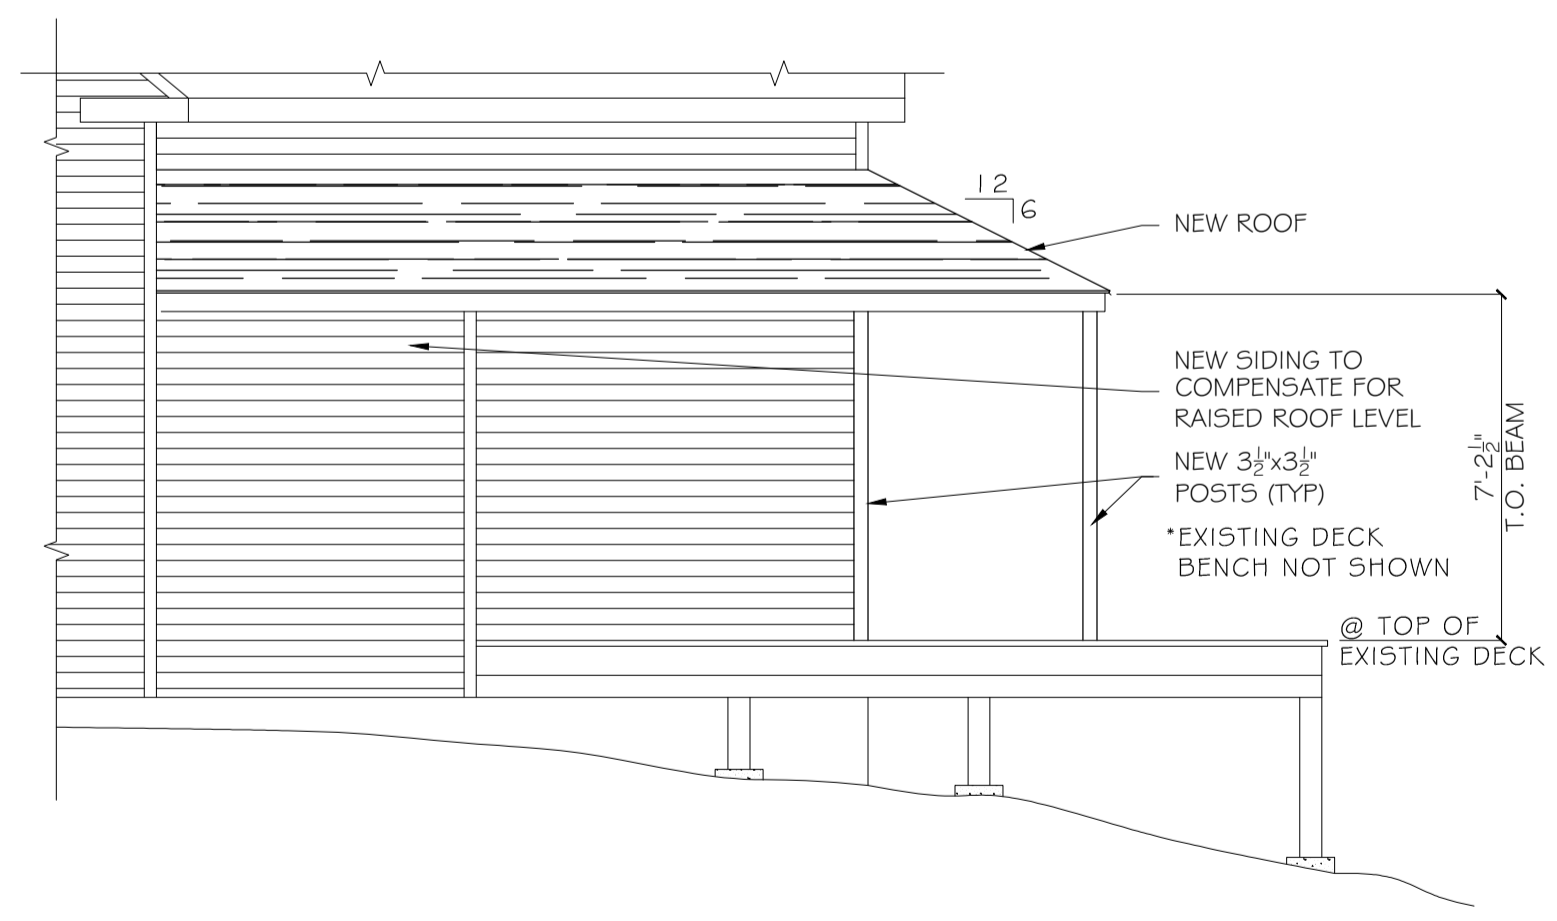 12
6
NEW ROOF
NEW SIDING TO
COMPENSATE FOR
RAISED ROOF LEVEL
NEW 3½"x3½"
POSTS (TYP)
*EXISTING DECK
BENCH NOT SHOWN
7'-2½"
T.O. BEAM
@ TOP OF
EXISTING DECK